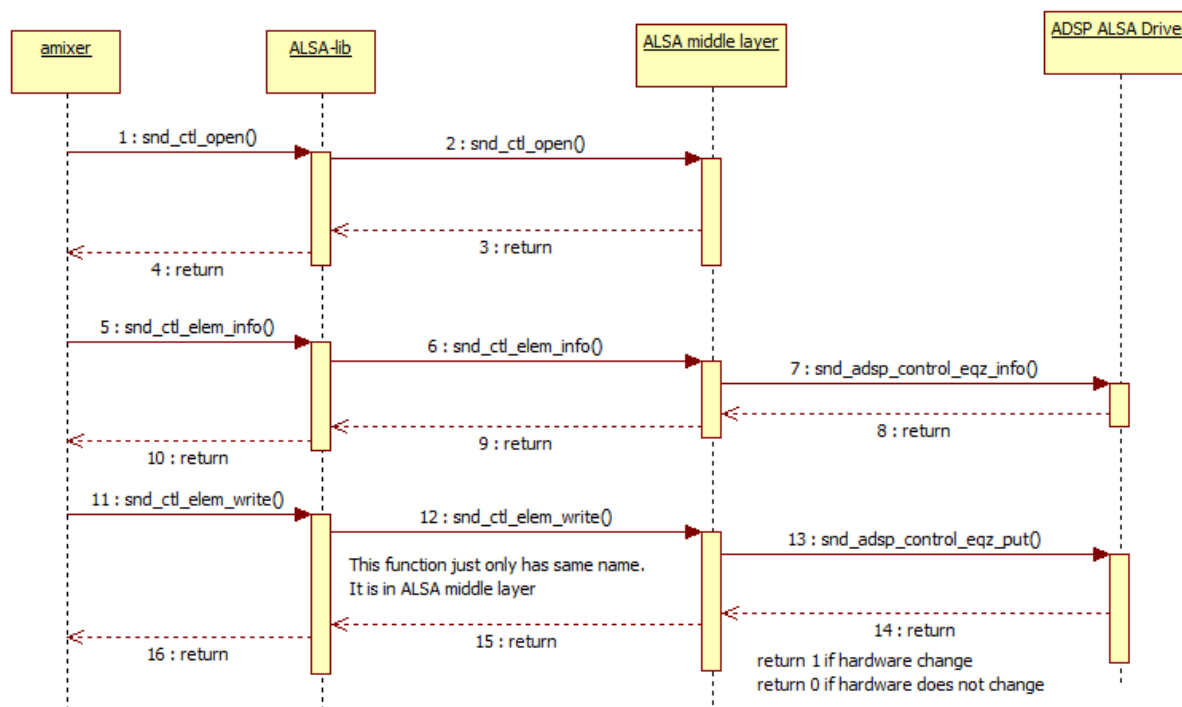 amixer
ALSA-lib
ALSA middle layer
ADSP ALSA Drive
1 : snd_ctl_open()
2 : snd_ctl_open()
3 : return
4 : return
5 : snd_ctl_elem_info()
6 : snd_ctl_elem_info()
7 : snd_adsp_control_eqz_info()
8 : return
9 : return
10 : return
11 : snd_ctl_elem_write()
12 : snd_ctl_elem_write()
13 : snd_adsp_control_eqz_put()
This function just only has same name.
It is in ALSA middle layer
14 : return
15 : return
16 : return
return 1 if hardware change
return 0 if hardware does not change